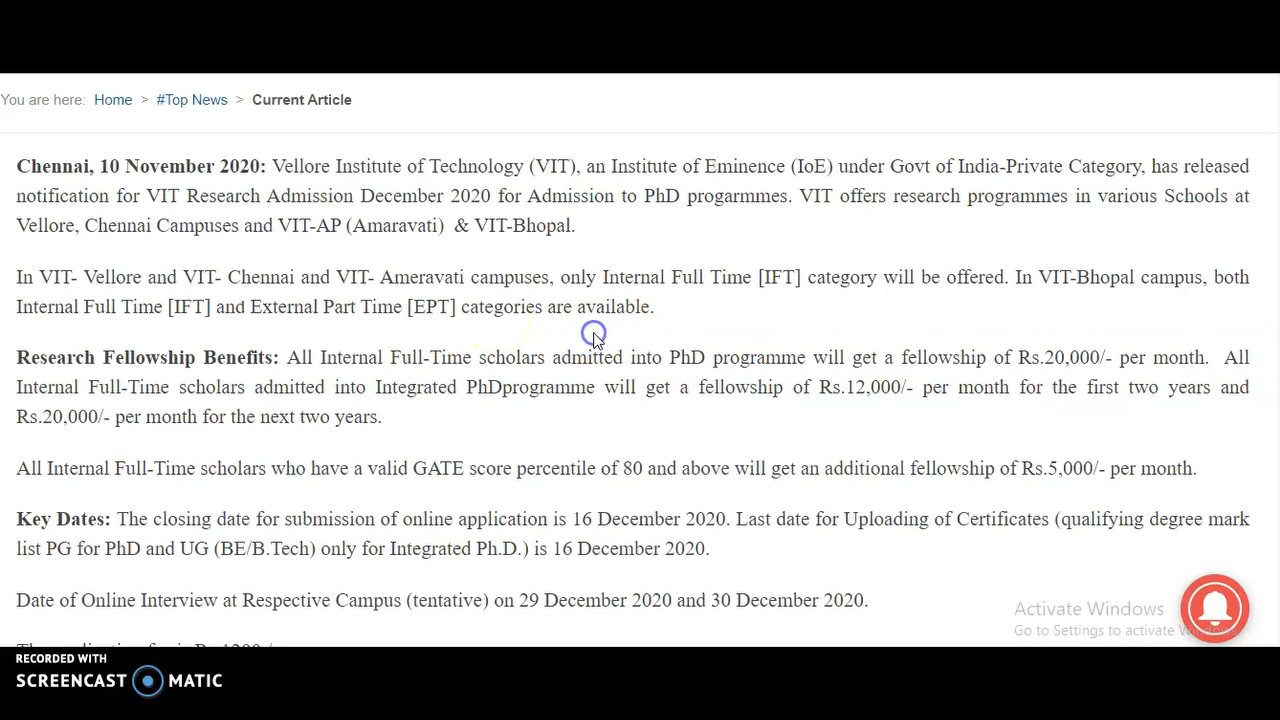 You are here: Home > #Top News > Current Article
Chennai, 10 November 2020: Vellore Institute of Technology (VIT), an Institute of Eminence (IoE) under Govt of India-Private Category, has released
notification for VIT Research Admission December 2020 for Admission to PhD progarmmes. VIT offers research programmes in various Schools at
Vellore, Chennai Campuses and VIT-AP (Amaravati) & VIT-Bhopal.
In VIT- Vellore and VIT- Chennai and VIT- Ameravati campuses, only Internal Full Time [IFT] category will be offered. In VIT-Bhopal campus, both
Internal Full Time [IFT] and External Part Time [EPT] categories are available.
Research Fellowship Benefits: All Internal Full-Time scholars admitted into PhD programme will get a fellowship of Rs.20,000/- per month. All
Internal Full-Time scholars admitted into Integrated PhDprogramme will get a fellowship of Rs.12,000/- per month for the first two years and
Rs.20,000/- per month for the next two years.
All Internal Full-Time scholars who have a valid GATE score percentile of 80 and above will get an additional fellowship of Rs.5,000/- per month.
Key Dates: The closing date for submission of online application is 16 December 2020. Last date for Uploading of Certificates (qualifying degree mark
list PG for PhD and UG (BE/B.Tech) only for Integrated Ph.D.) is 16 December 2020.
Date of Online Interview at Respective Campus (tentative) on 29 December 2020 and 30 December 2020.
Activate Windows
Go to Settings to activate Windows.
RECORDED WITH
SCREENCAST MATIC